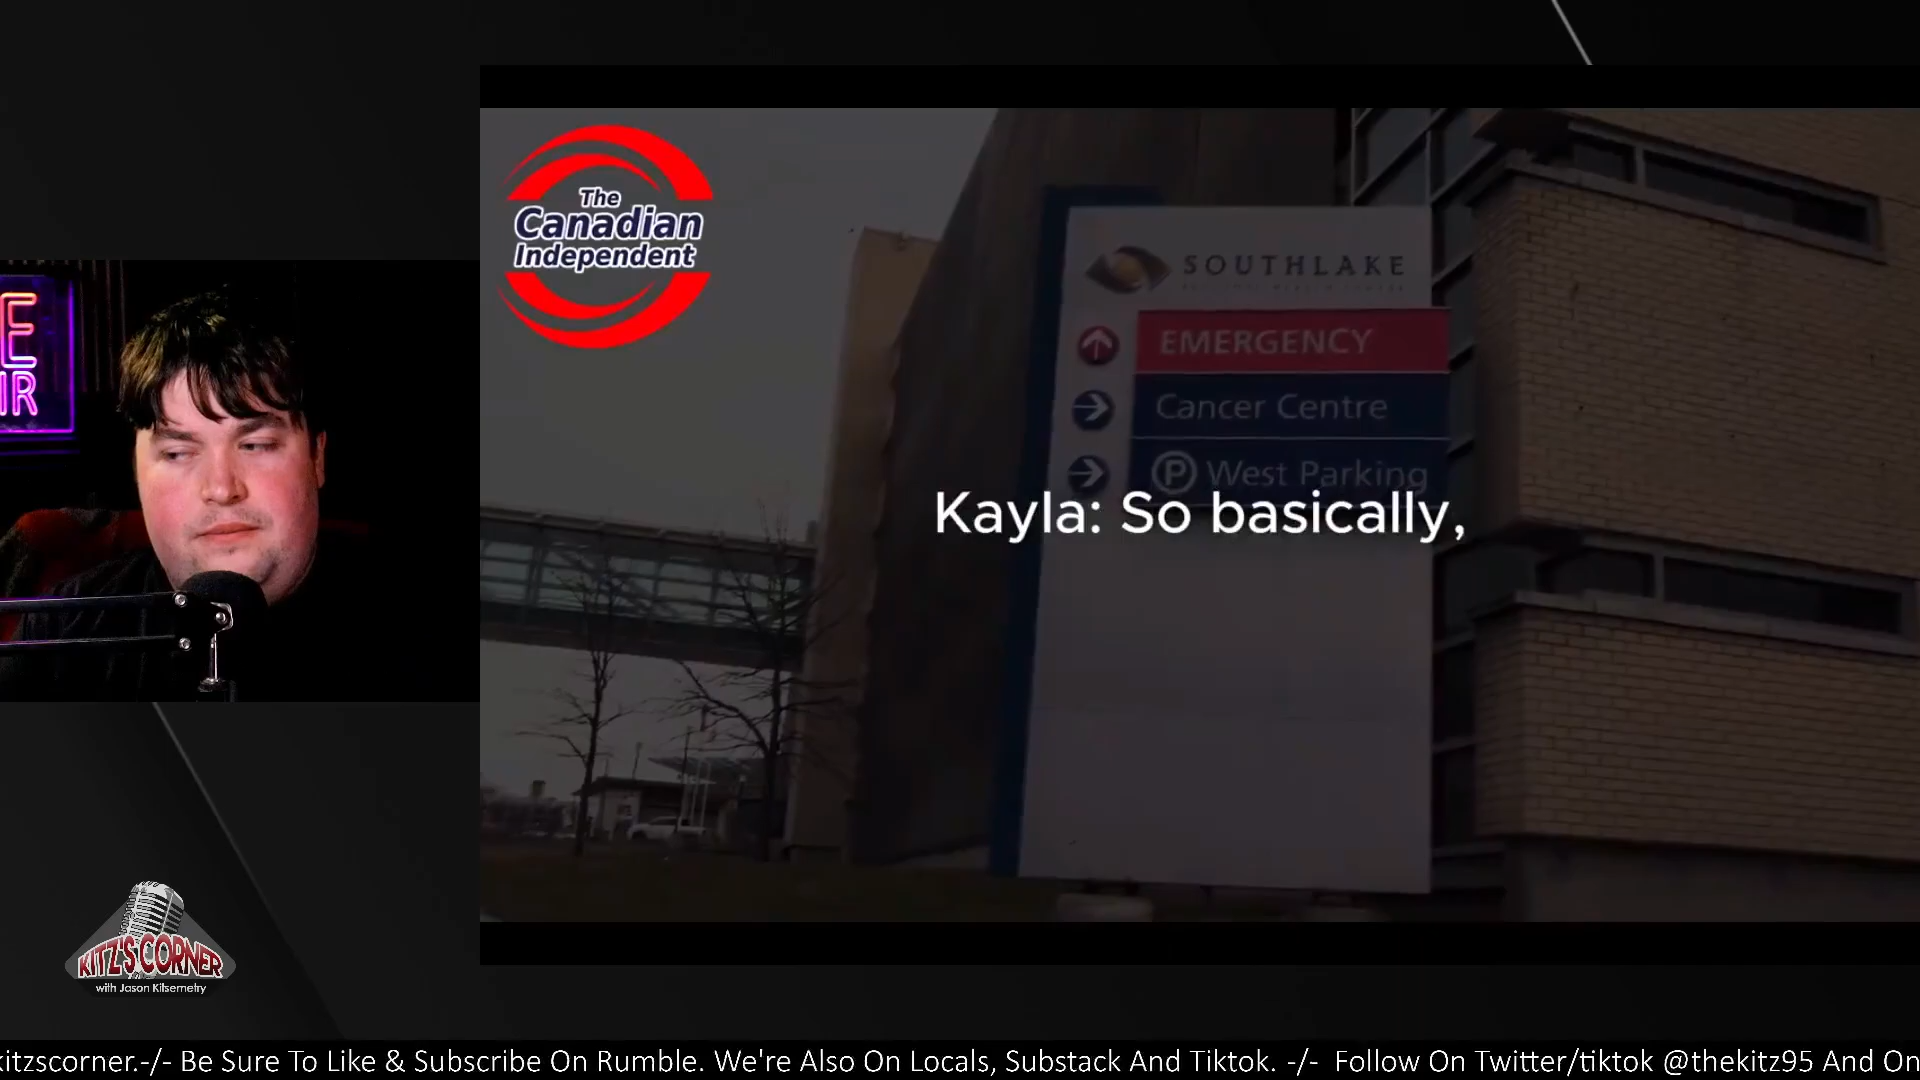 E
IR
The
Canadian
Independent
SOUTHLAKE
EMERGENCY
Cancer Centre
P West Parking
Kayla: So basically,
KITZ'S CORNER
with Jason Kitsemetry
kitzscorner.-/- Be Sure To Like & Subscribe On Rumble. We're Also On Locals, Substack And Tiktok. -/- Follow On Twitter/tiktok @thekitz95 And On